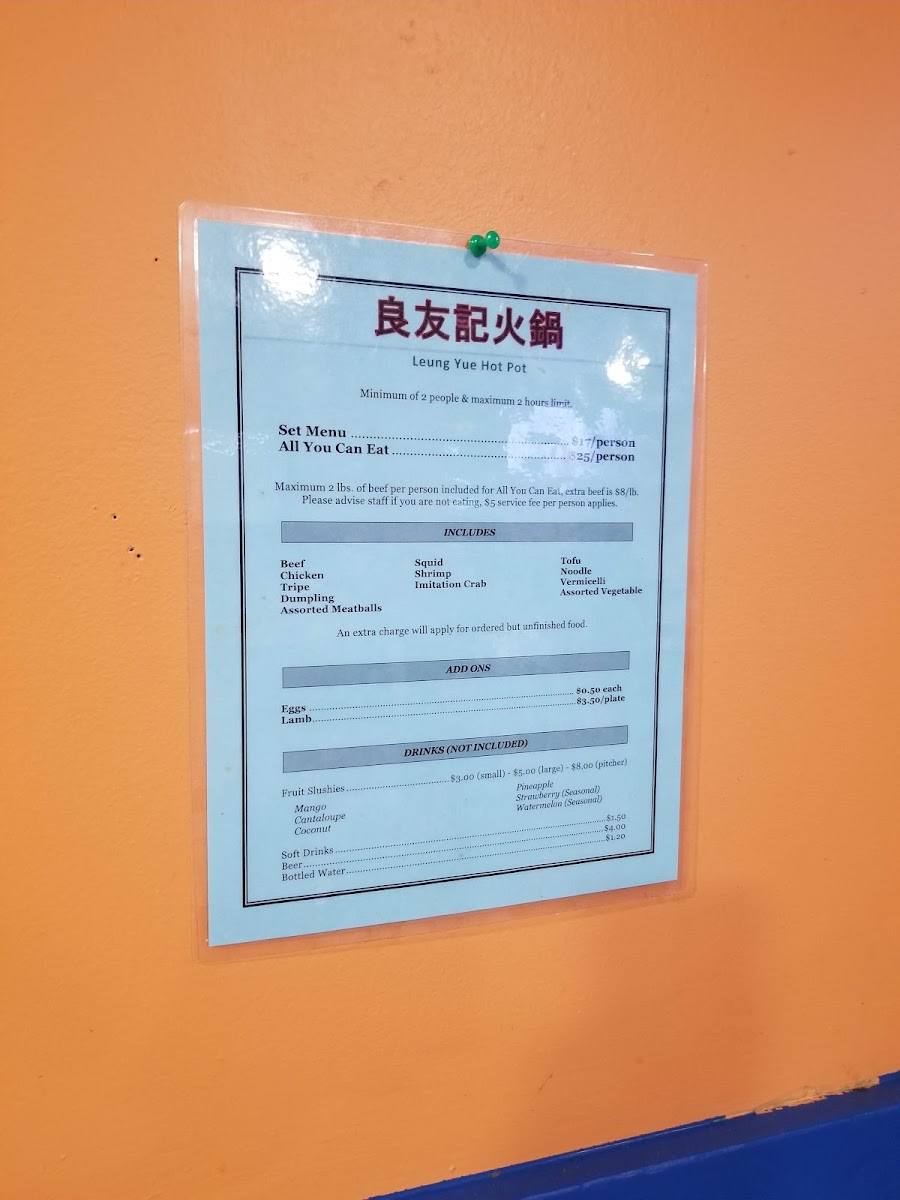 良友記火鍋
Leung Yue Hot Pot
Minimum of 2 people & maximum 2 hours limit.
Set Menu ........................................................ $17/person
All You Can Eat ............................................. $25/person
Maximum 2 lbs. of beef per person included for All You Can Eat, extra beef is $8/lb.
Please advise staff if you are not eating, $5 service fee per person applies.
INCLUDES
Beef
Chicken
Tripe
Dumpling
Assorted Meatballs
Squid
Shrimp
Imitation Crab
Tofu
Noodle
Vermicelli
Assorted Vegetable
An extra charge will apply for ordered but unfinished food.
ADD ONS
Eggs ........................................................ $0.50 each
Lamb........................................................ $3.50/plate
DRINKS (NOT INCLUDED)
Fruit Slushies .............................. $3.00 (small) - $5.00 (large) - $8.00 (pitcher)
Mango
Cantaloupe
Coconut
Pineapple
Strawberry (Seasonal)
Watermelon (Seasonal)
Soft Drinks ........................................................ $1.50
Beer........................................................ $4.00
Bottled Water........................................................ $1.20